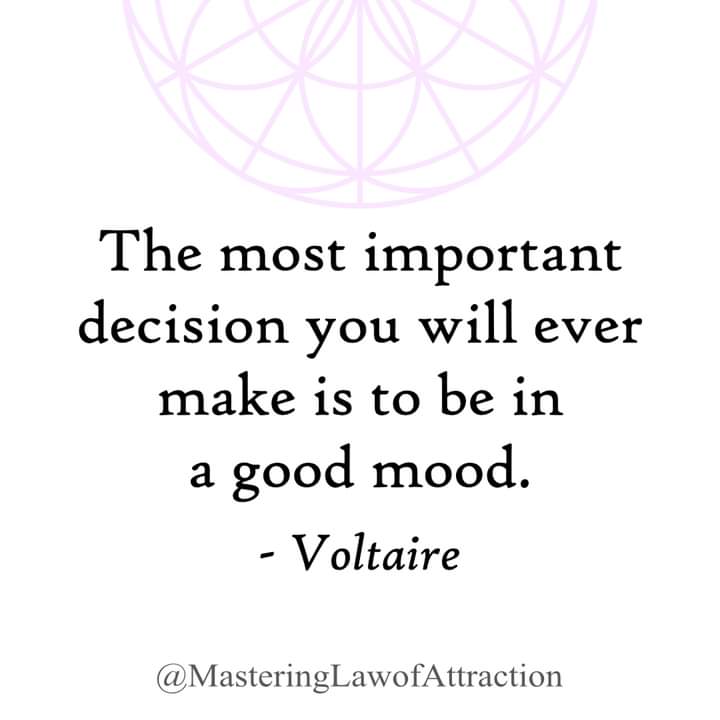 The most important
decision you will ever
make is to be in
a good mood.
- Voltaire
@MasteringLawofAttraction